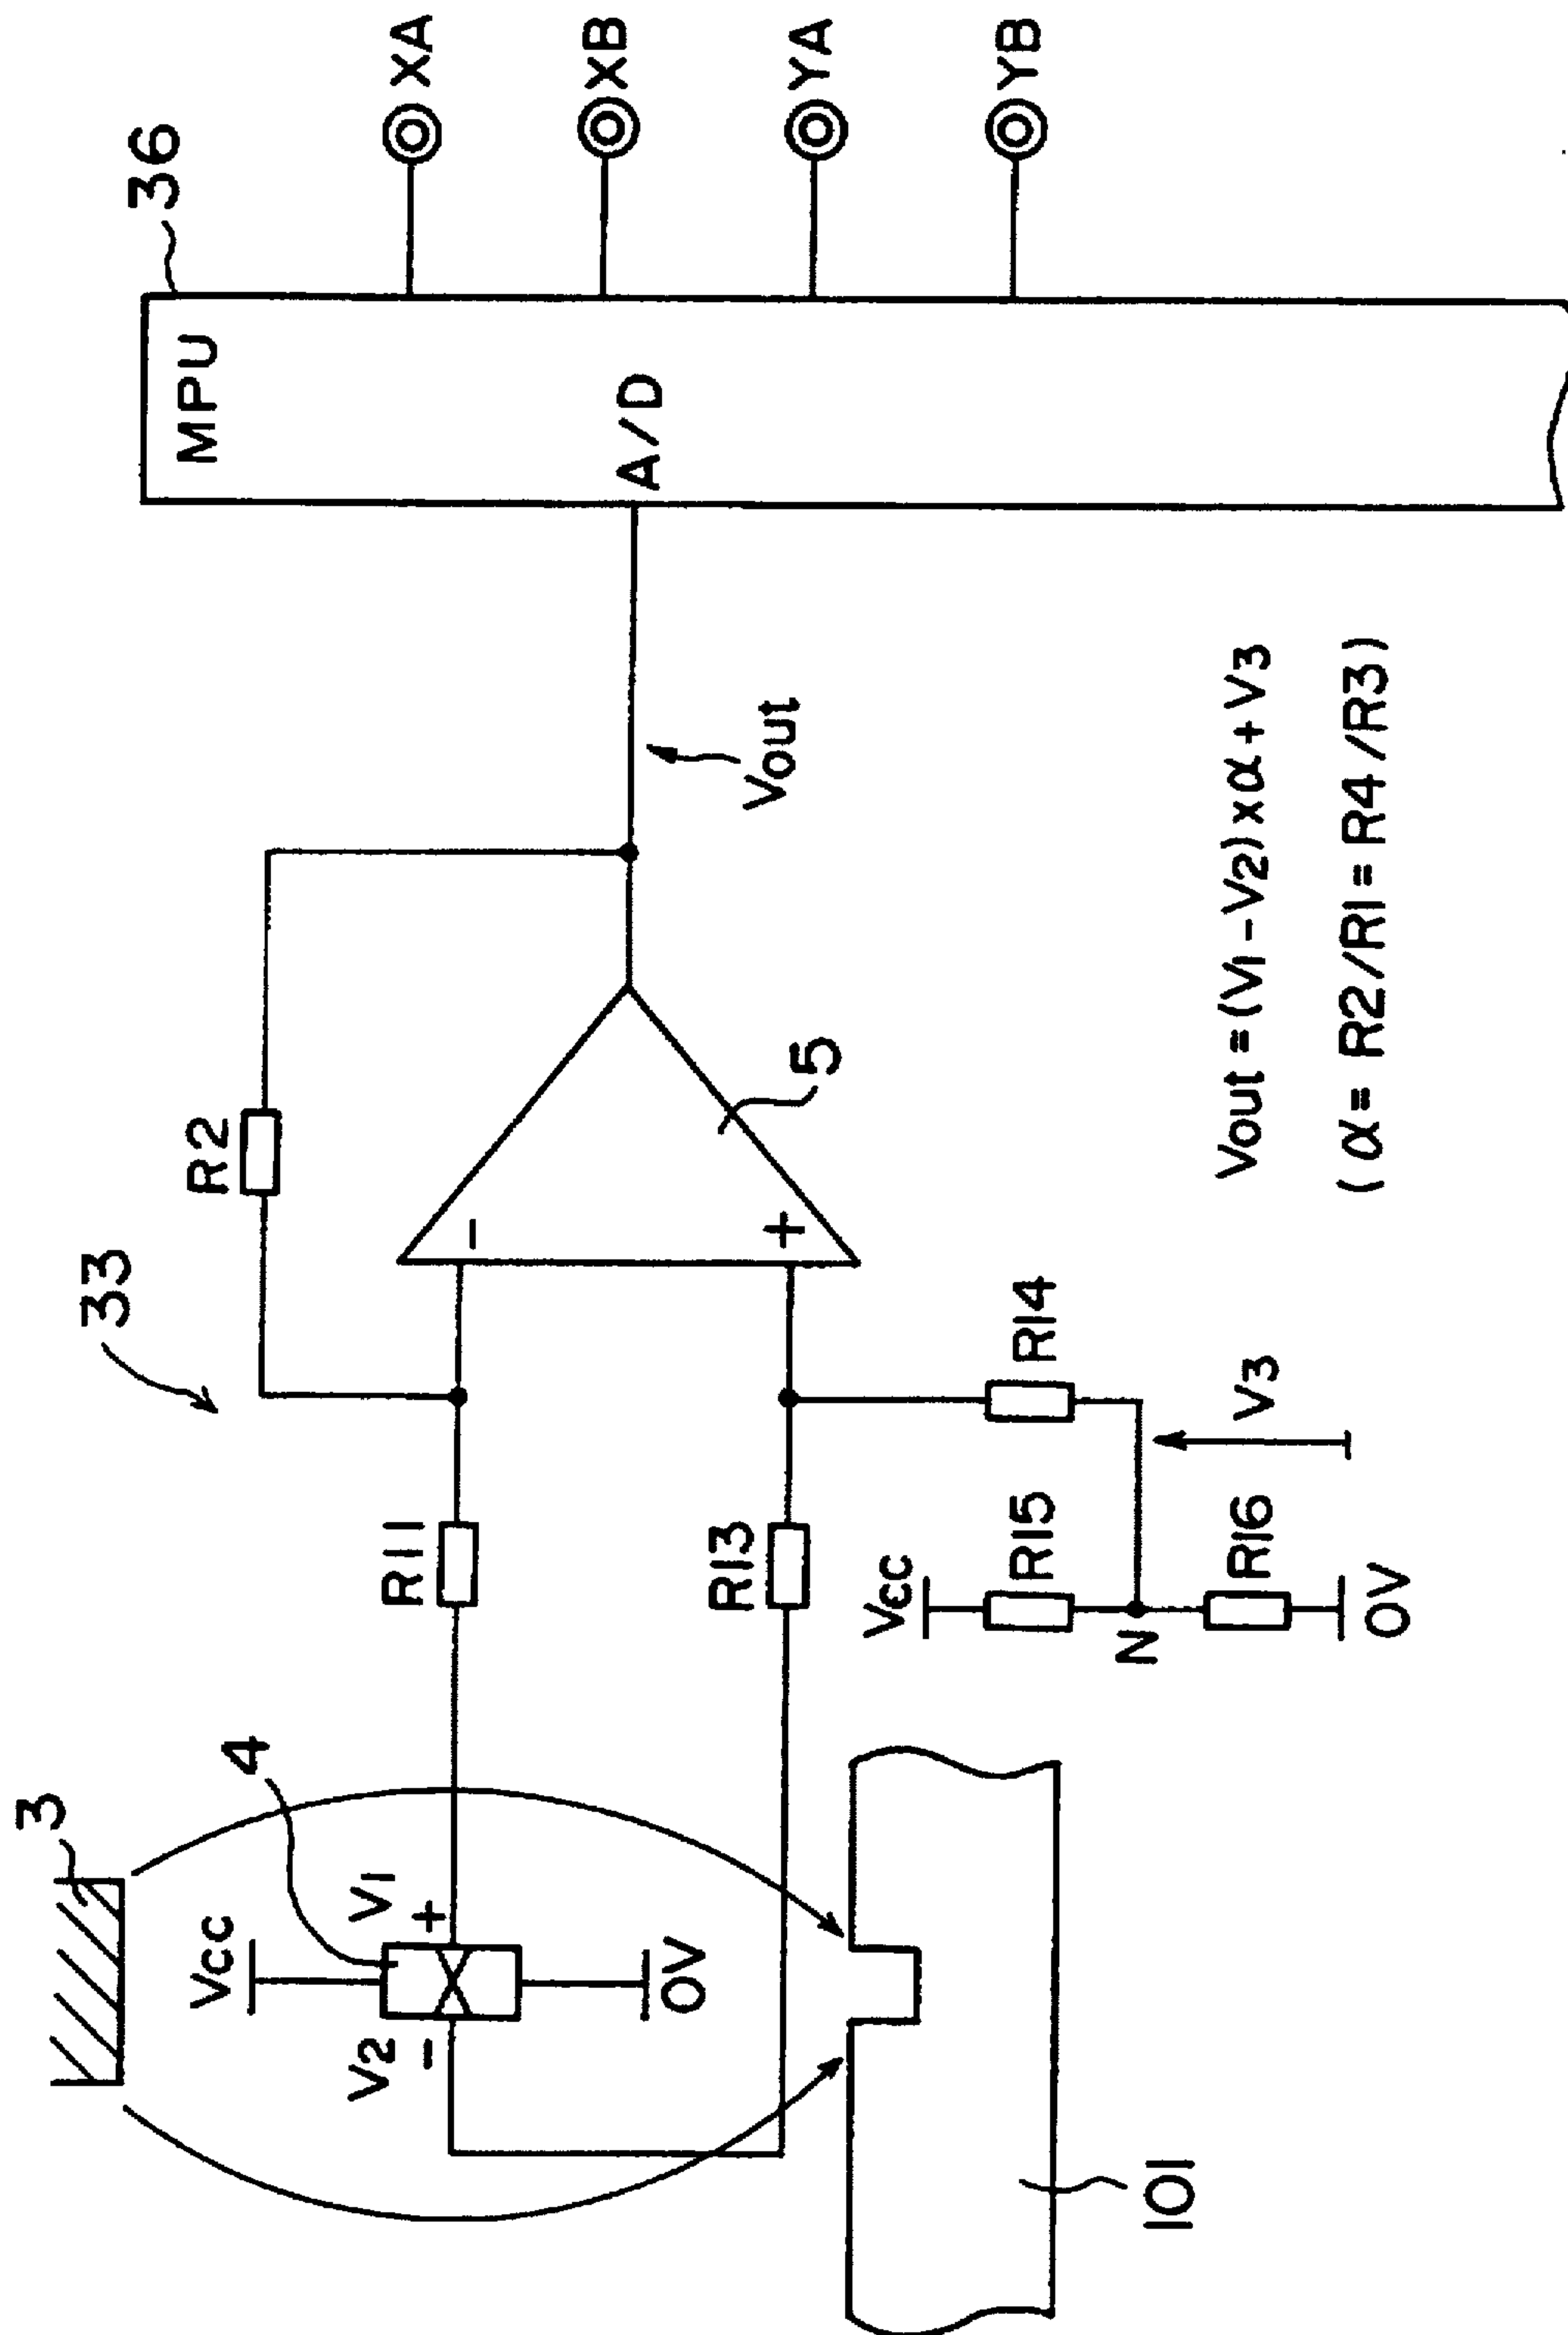 33
36
3
4
VCC
V2
V1
-
+
0V
R11
R2
-
+
5
R13
VCC
R15
N
R16
0V
R14
V3
Vout
MPU
A/D
XA
XB
YA
YB
101
Vout = (V1 - V2) x α + V3
( α = R2/R1 = R4/R3 )